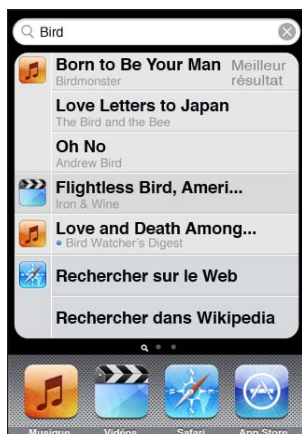 Bird
Born to Be Your Man
Meilleur
Birdmonster
résultat
Love Letters to Japan
The Bird and the Bee
Oh No
Andrew Bird
Flightless Bird, Ameri...
Iron & Wine
Love and Death Among...
Bird Watcher's Digest
Rechercher sur le Web
Rechercher dans Wikipedia
Musique Vidéos Safari App Store